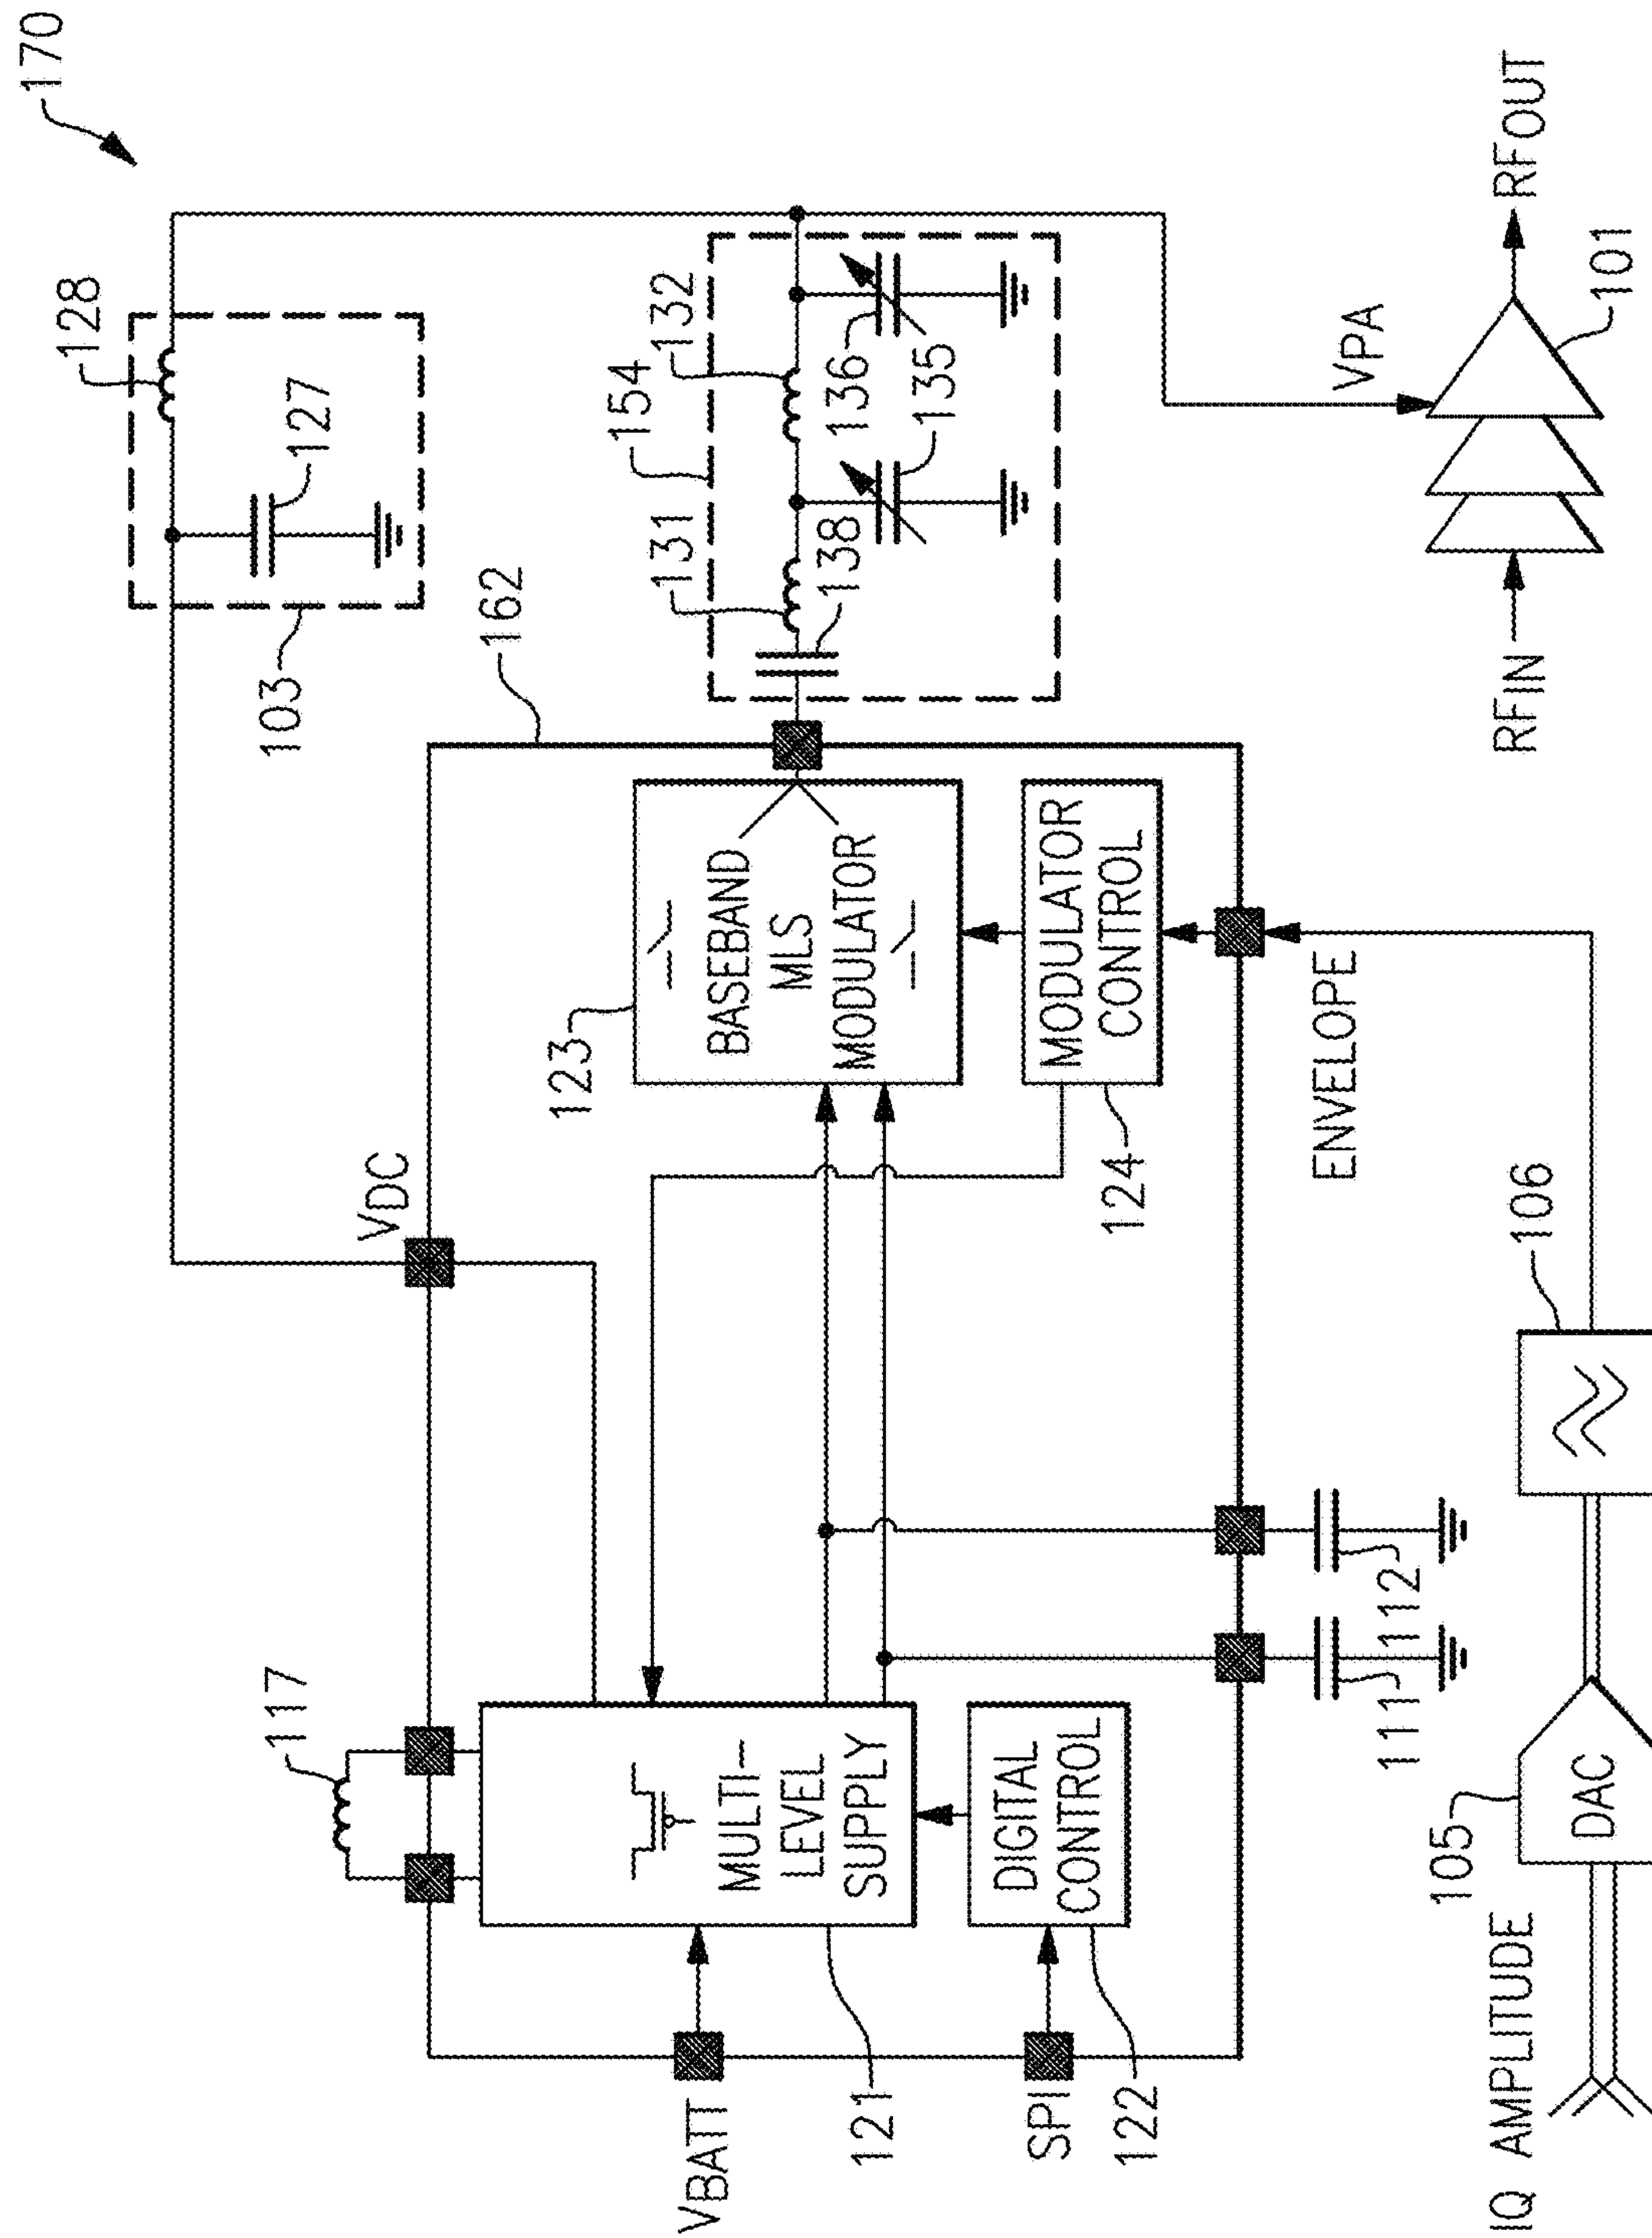 170
128
127
103
117
VDC
162
154
132
131
136
135
138
123
BASEBAND
MLS
MODULATOR
MULTI-
LEVEL
SUPPLY
VBATT
121
DIGITAL
CONTROL
SPI
122
MODULATOR
CONTROL
124
ENVELOPE
111
112
VPA
RFIN
RFOUT
101
IQ AMPLITUDE
105
DAC
106